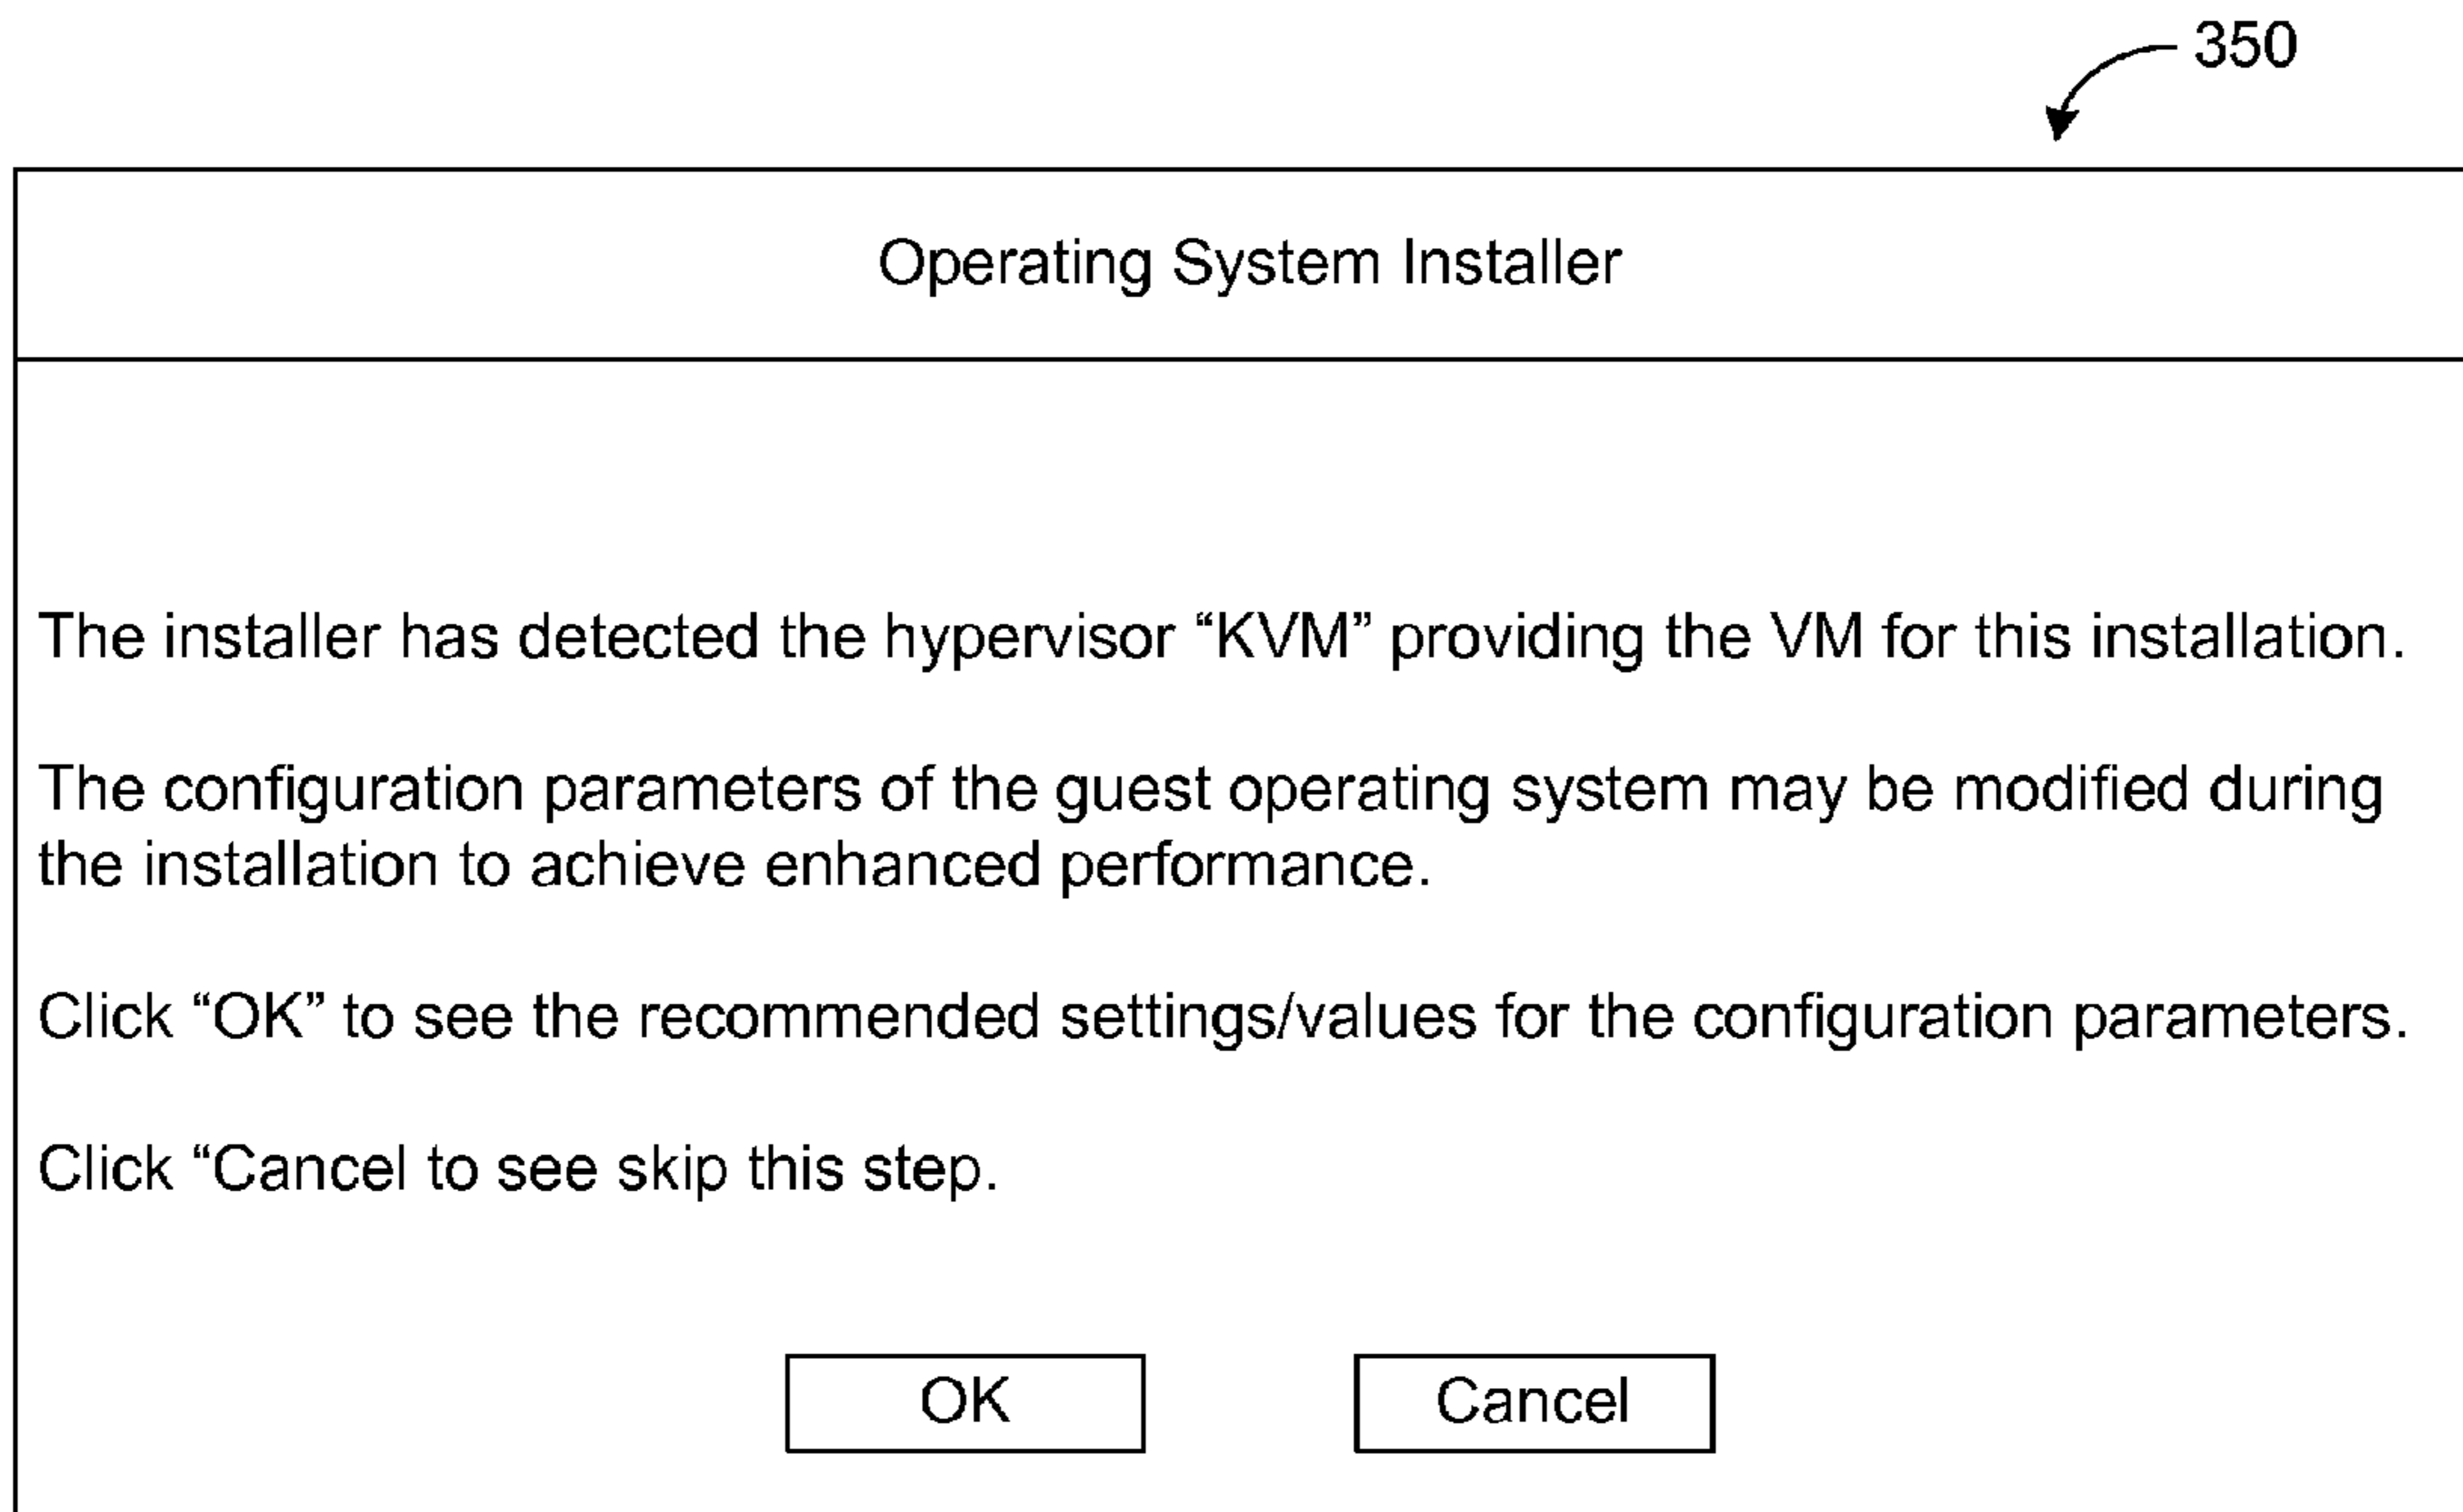 350
Operating System Installer
The installer has detected the hypervisor “KVM” providing the VM for this installation.
The configuration parameters of the guest operating system may be modified during
the installation to achieve enhanced performance.
Click “OK” to see the recommended settings/values for the configuration parameters.
Click “Cancel to see skip this step.
OK Cancel